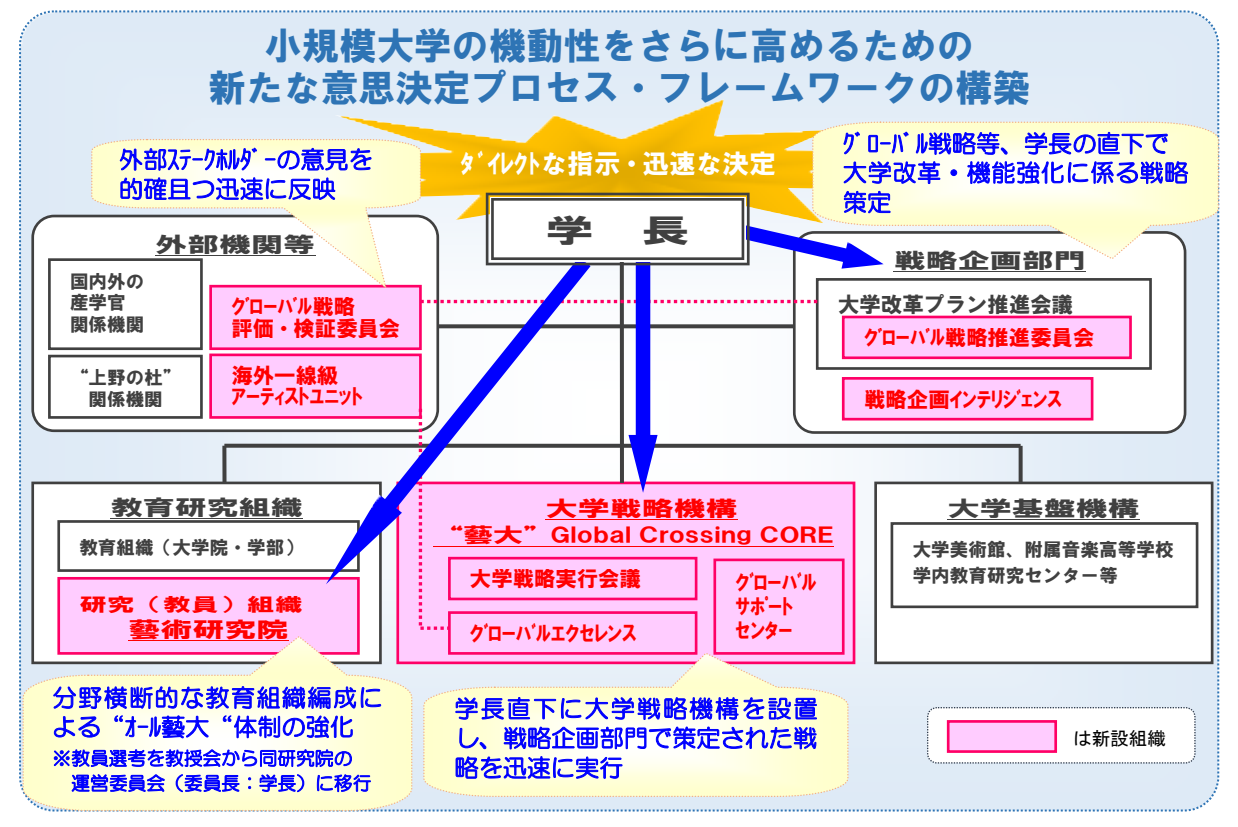 小規模大学の機動性をさらに高めるための
新たな意思決定プロセス・フレームワークの構築
外部ｽﾃｰｸﾎﾙﾀﾞｰの意見を
的確且つ迅速に反映
ﾀﾞｲﾚｸﾄな指示・迅速な決定
ｸﾞﾛｰﾊﾞﾙ戦略等、学長の直下で
大学改革・機能強化に係る戦略
策定
学　長
外部機関等
国内外の
産学官
関係機関
ｸﾞﾛｰﾊﾞﾙ戦略
評価・検証委員会
“上野の杜”
関係機関
海外一線級
ｱｰﾃｨｽﾄﾕﾆｯﾄ
戦略企画部門
大学改革プラン推進会議
ｸﾞﾛｰﾊﾞﾙ戦略推進委員会
戦略企画ｲﾝﾃﾘｼﾞｪﾝｽ
教育研究組織
教育組織（大学院・学部）
研究（教員）組織
藝術研究院
大学戦略機構
“藝大” Global Crossing CORE
大学戦略実行会議
ｸﾞﾛｰﾊﾞﾙｴｸｾﾚﾝｽ
ｸﾞﾛｰﾊﾞﾙ
ｻﾎﾟｰﾄ
ｾﾝﾀｰ
大学基盤機構
大学美術館、附属音楽高等学校
学内教育研究センター等
分野横断的な教育組織編成に
よる “ｵｰﾙ藝大 “体制の強化
※教員選考を教授会から同研究院の
運営委員会（委員長：学長）に移行
学長直下に大学戦略機構を設置
し、戦略企画部門で策定された戦
略を迅速に実行
は新設組織